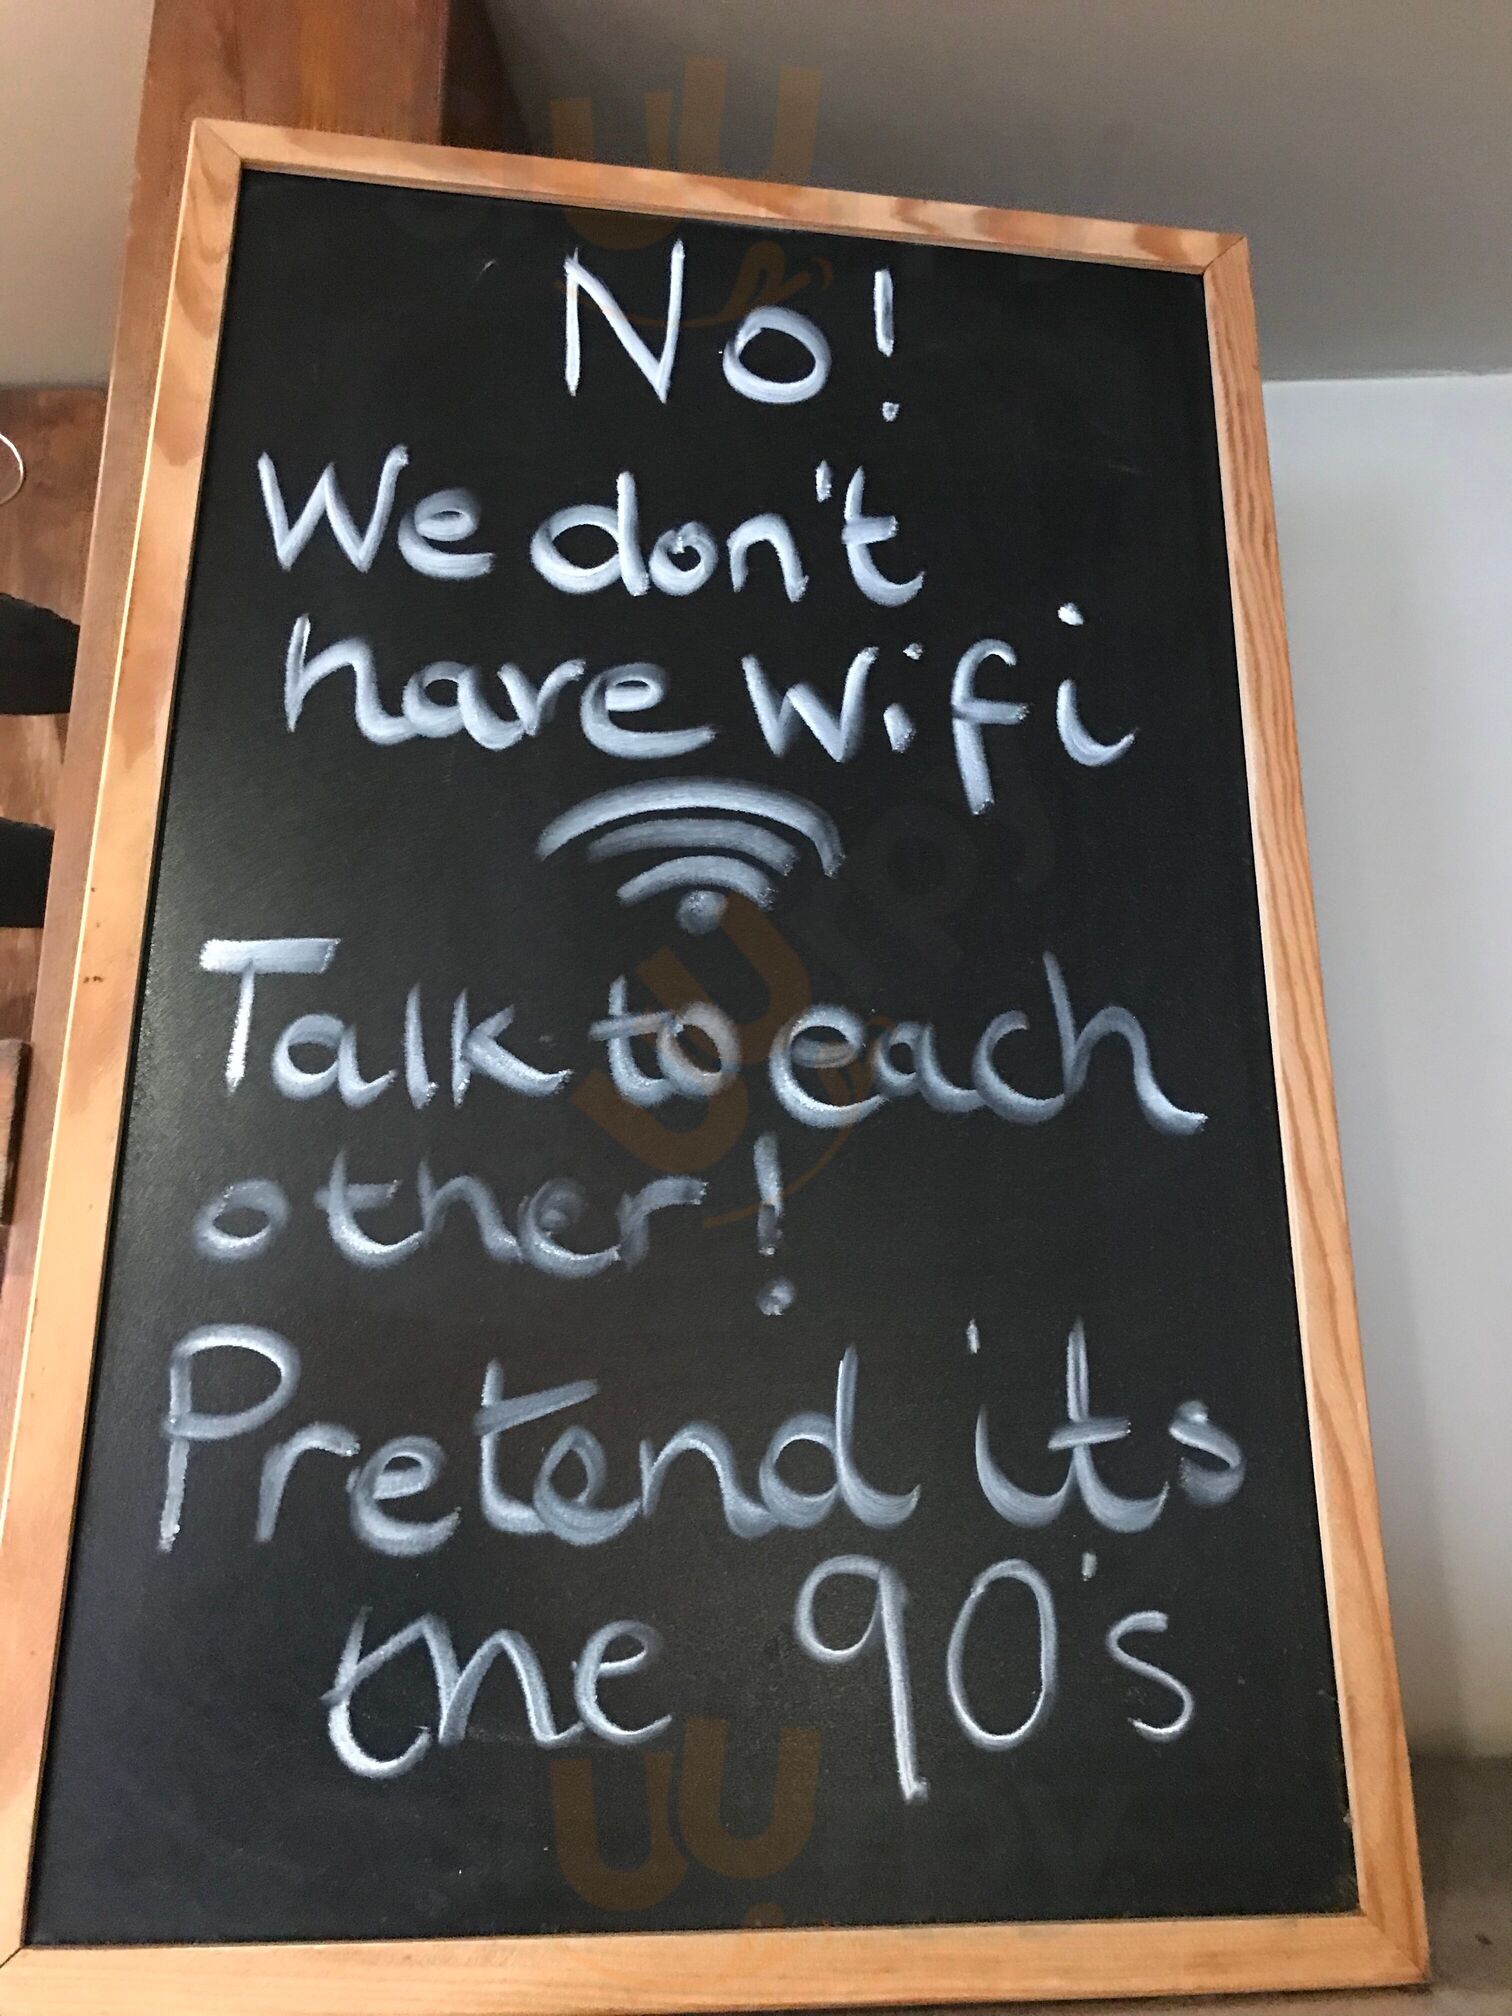 No!
We don't
have Wifi
Talk to each
other!
Pretend 'its
the 90's